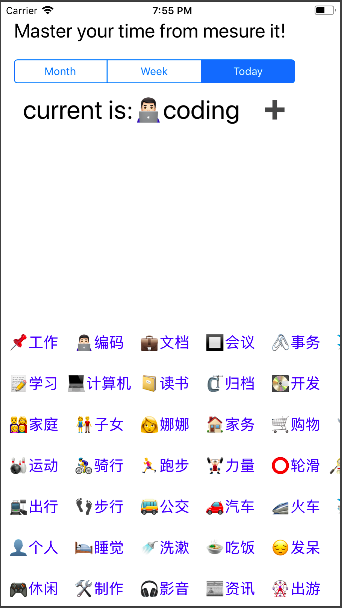 Carrier 7:55 PM
Master your time from mesure it!
Month Week Today
current is:👨🏻‍💻coding ➕
📌工作 👨🏻‍💻编码 💼文档 🔲会议 🖇事务
📝学习 💻计算机 📔读书 🗜归档 💽开发
👨‍👩‍👧‍👦家庭 👬子女 👩娜娜 🏠家务 🛒购物
🎳运动 🚴骑行 🏃‍♀️跑步 🏋力量 ⭕轮滑
🚉出行 👣步行 🚌公交 🚗汽车 🚄火车
👤个人 🛌睡觉 🚿洗漱 🍲吃饭 😔发呆
🎮休闲 🛠制作 🎧影音 📰资讯 🎡出游